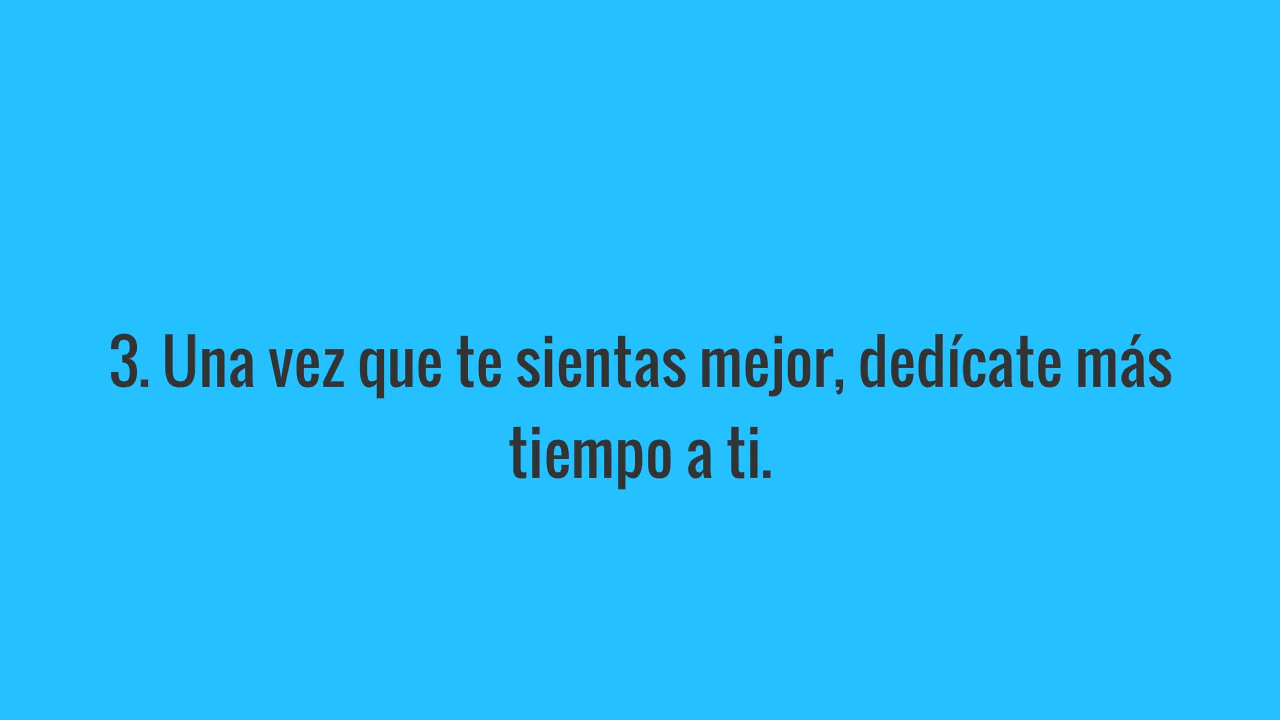 3. Una vez que te sientas mejor, dedícate más
tiempo a ti.